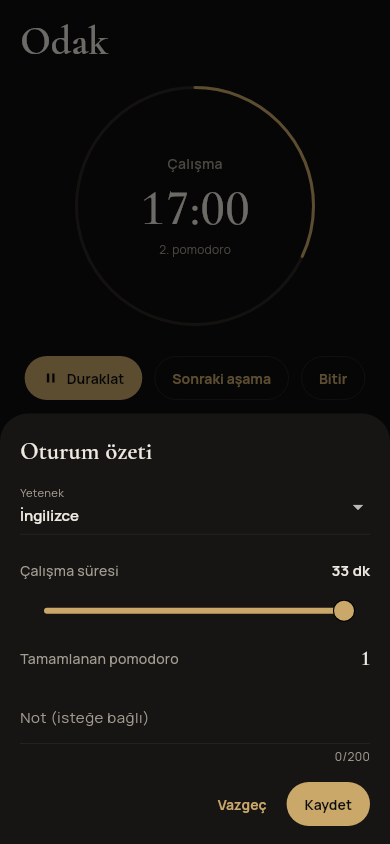 Odak
Çalışma
17:00
2. pomodoro
Duraklat
Sonraki aşama
Bitir
Oturum özeti
Yetenek
İngilizce
Çalışma süresi
33 dk
Tamamlanan pomodoro
1
Not (isteğe bağlı)
0/200
Vazgeç
Kaydet